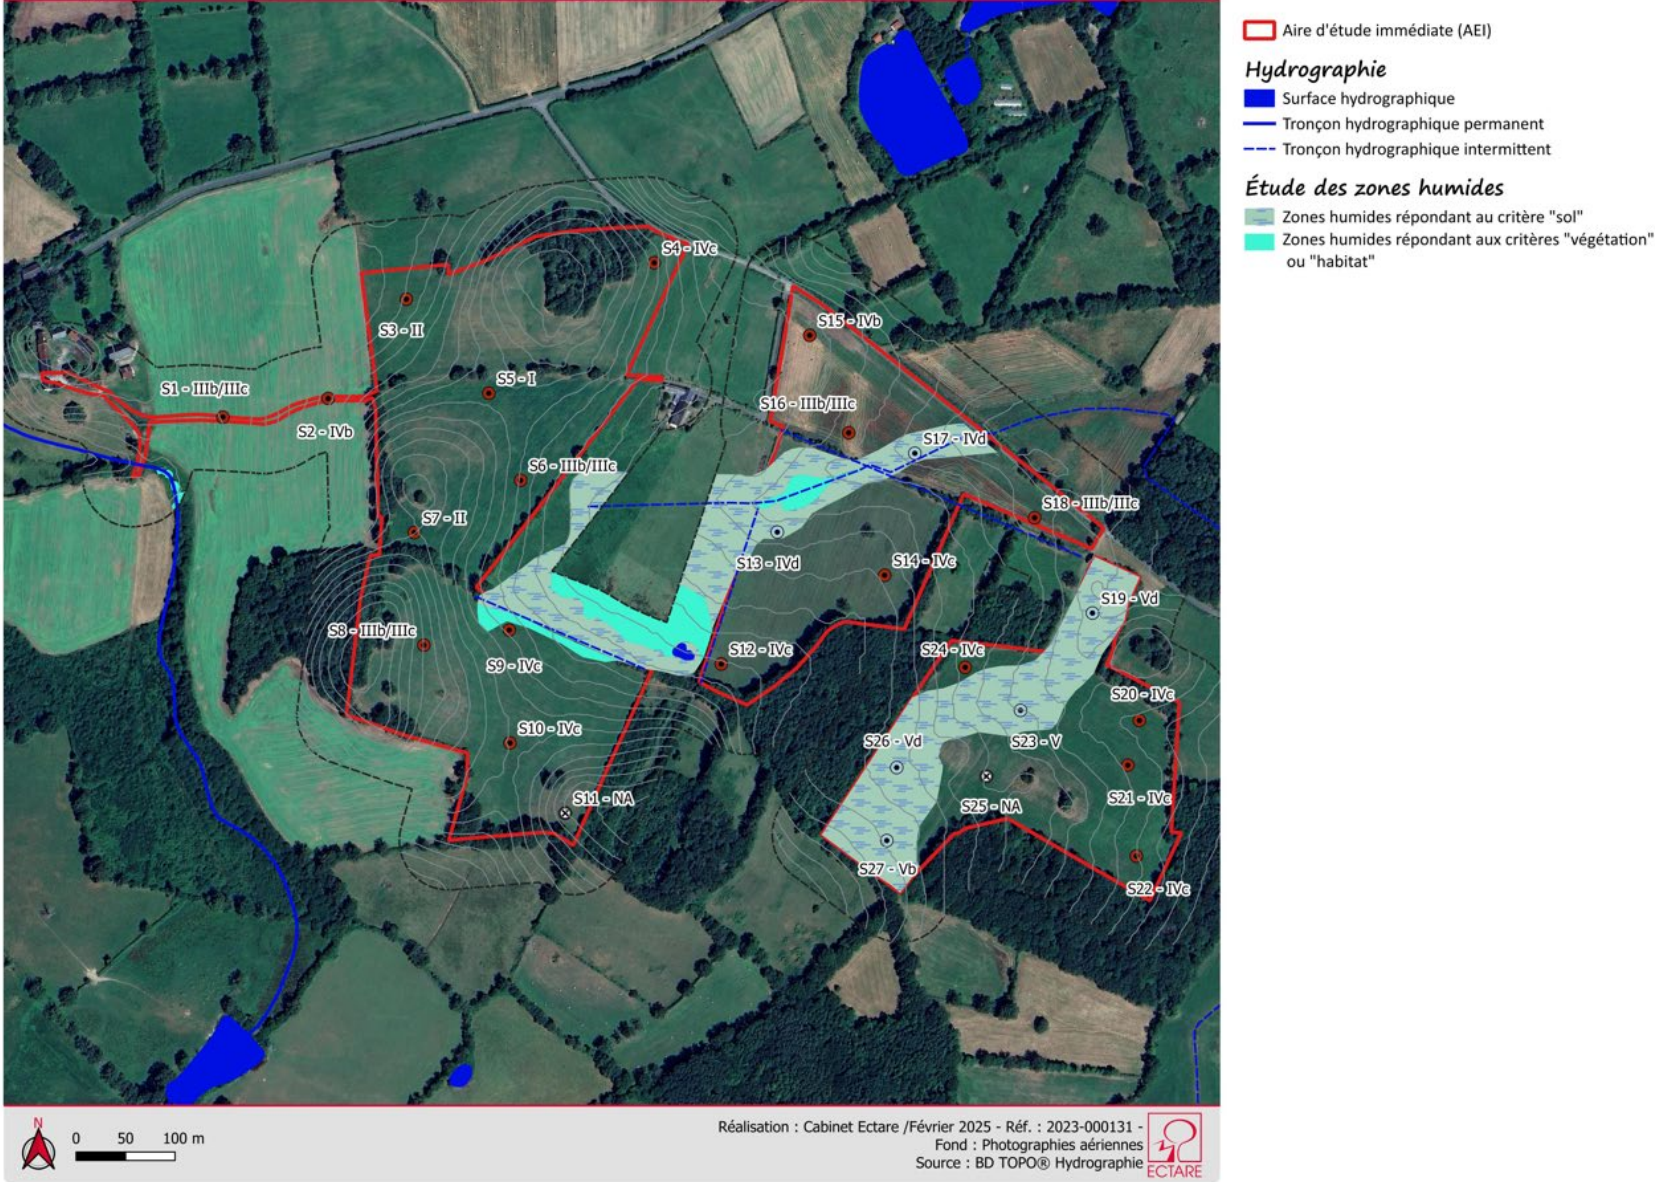 Aire d'étude immédiate (AEI)
Hydrographie
Surface hydrographique
Tronçon hydrographique permanent
Tronçon hydrographique intermittent
Étude des zones humides
Zones humides répondant au critère "sol"
Zones humides répondant aux critères "végétation"
ou "habitat"
S4 - IVc
S3 - II
S15 - IVb
S5 - I
S1 - IIIb/IIIc
S16 - IIIb/IIIc
S2 - IVb
S17 - IVd
S6 - IIIb/IIIc
S18 - IIIb/IIIc
S7 - II
S13 - IVd
S14 - IVc
S19 - Vd
S8 - IIIb/IIIc
S9 - IVc
S12 - IVc
S24 - IVc
S20 - IVc
S10 - IVc
S26 - Vd
S23 - V
S11 - NA
S25 - NA
S21 - IVc
S27 - Vb
S22 - IVc
N
0 50 100 m
Réalisation : Cabinet Ectare /Février 2025 - Réf. : 2023-000131 -
Fond : Photographies aériennes
Source : BD TOPO® Hydrographie
ECTARE